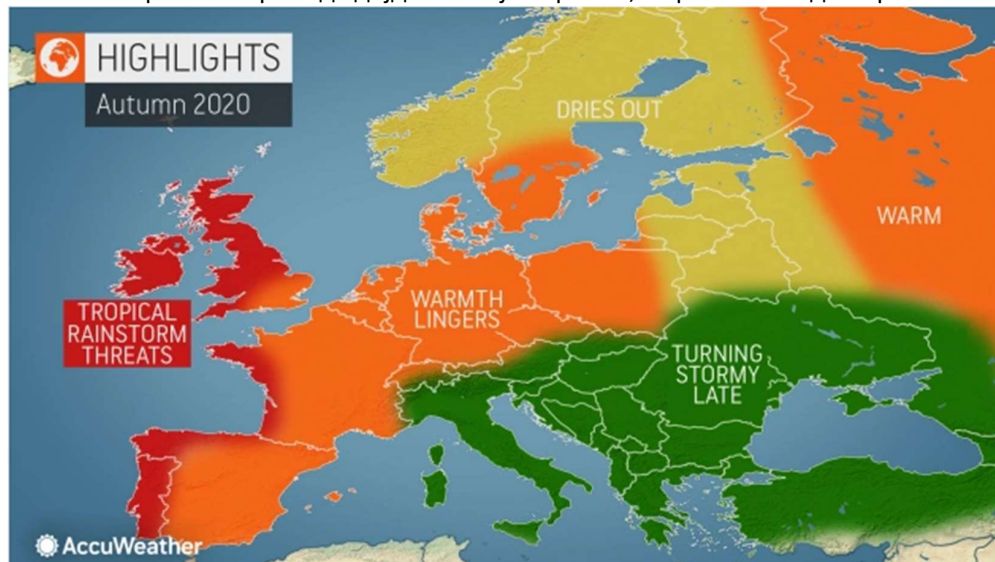 HIGHLIGHTS
Autumn 2020
DRIES OUT
WARM
WARMTH
LINGERS
TROPICAL
RAINSTORM
THREATS
TURNING
STORMY
LATE
AccuWeather